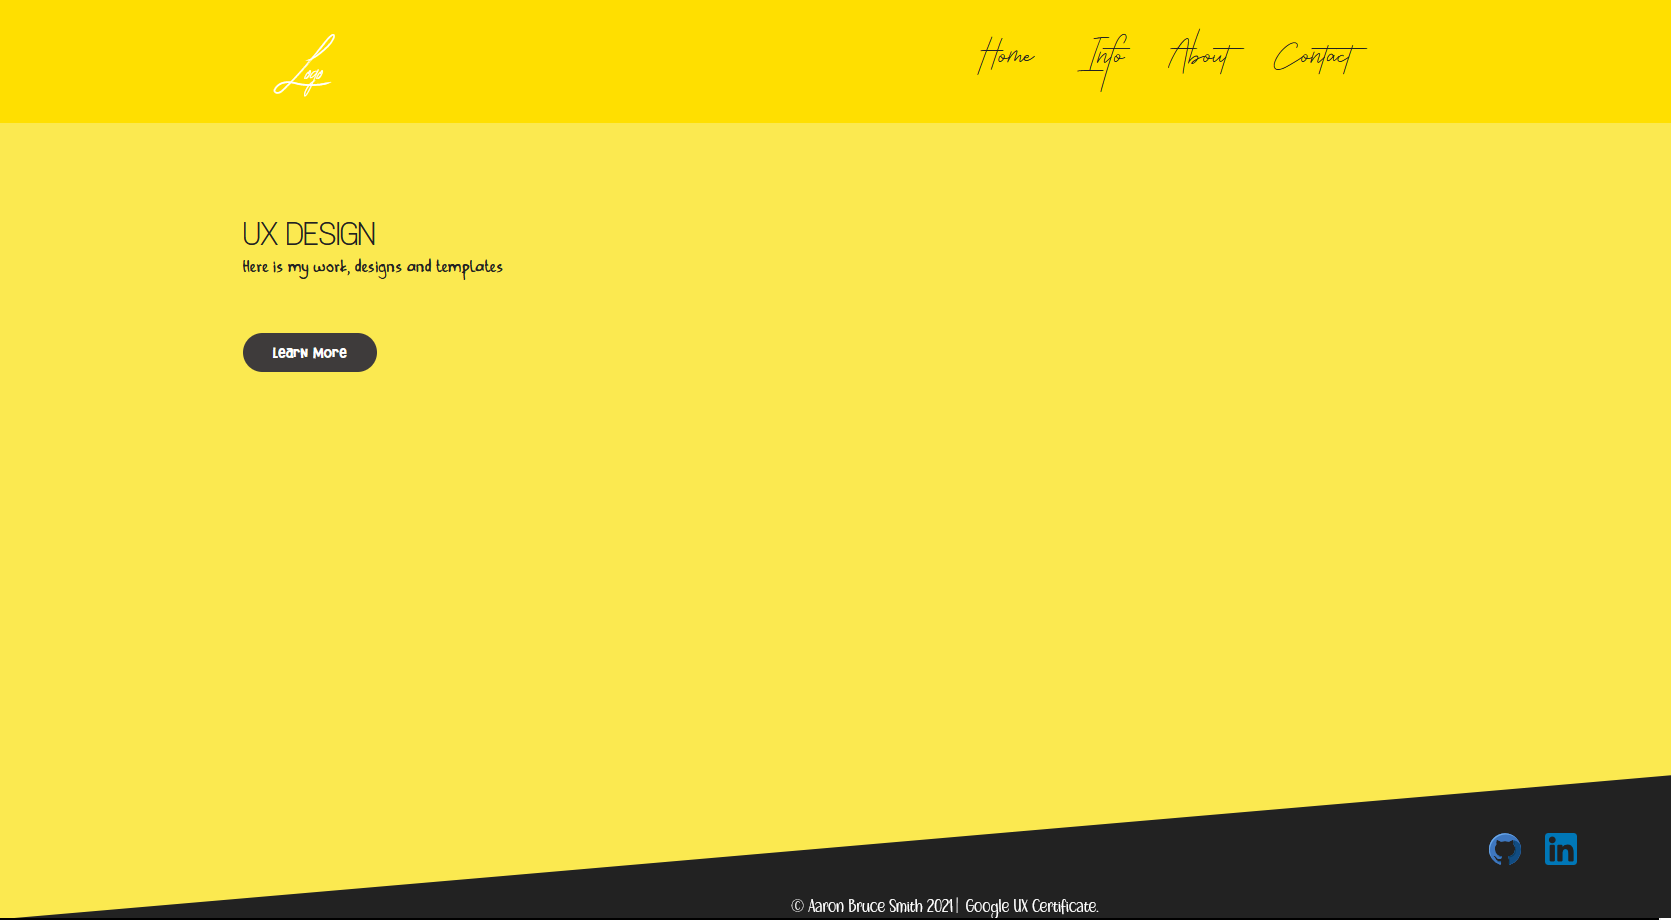 Logo
Home Info About Contact
UX DESIGN
Here is my work, designs and templates
Learn More
in
© Aaron Bruce Smith 2021 | Google UX Certificate.